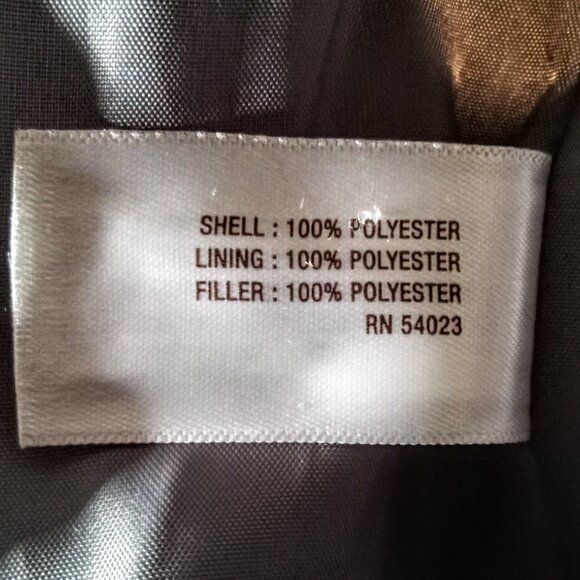 SHELL : 100% POLYESTER
LINING : 100% POLYESTER
FILLER : 100% POLYESTER
RN 54023